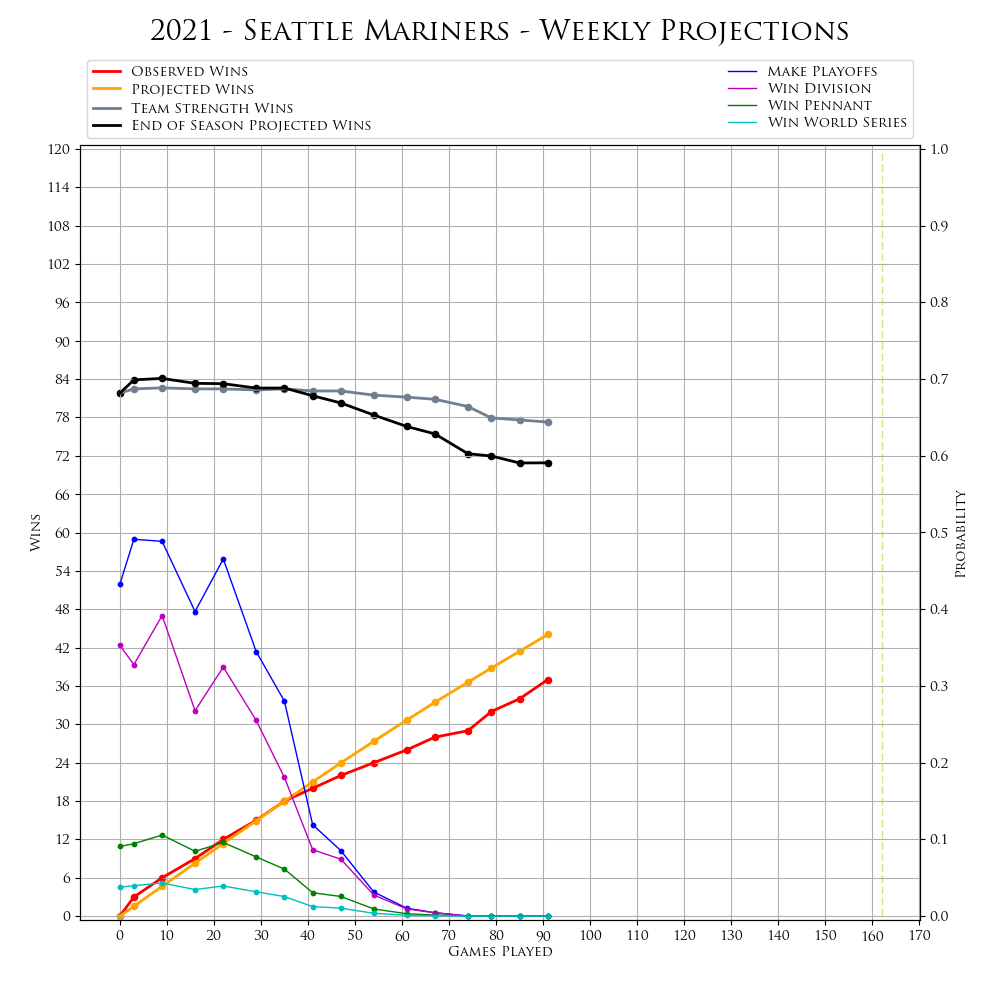 2021 - Seattle Mariners - Weekly Projections
Observed Wins
Projected Wins
Team Strength Wins
End of Season Projected Wins
Make Playoffs
Win Division
Win Pennant
Win World Series
120
114
108
102
96
90
84
78
72
66
60
54
48
42
36
30
24
18
12
6
0
Wins
1.0
0.9
0.8
0.7
0.6
0.5
0.4
0.3
0.2
0.1
0.0
Probability
0 10 20 30 40 50 60 70 80 90 100 110 120 130 140 150 160 170
Games Played